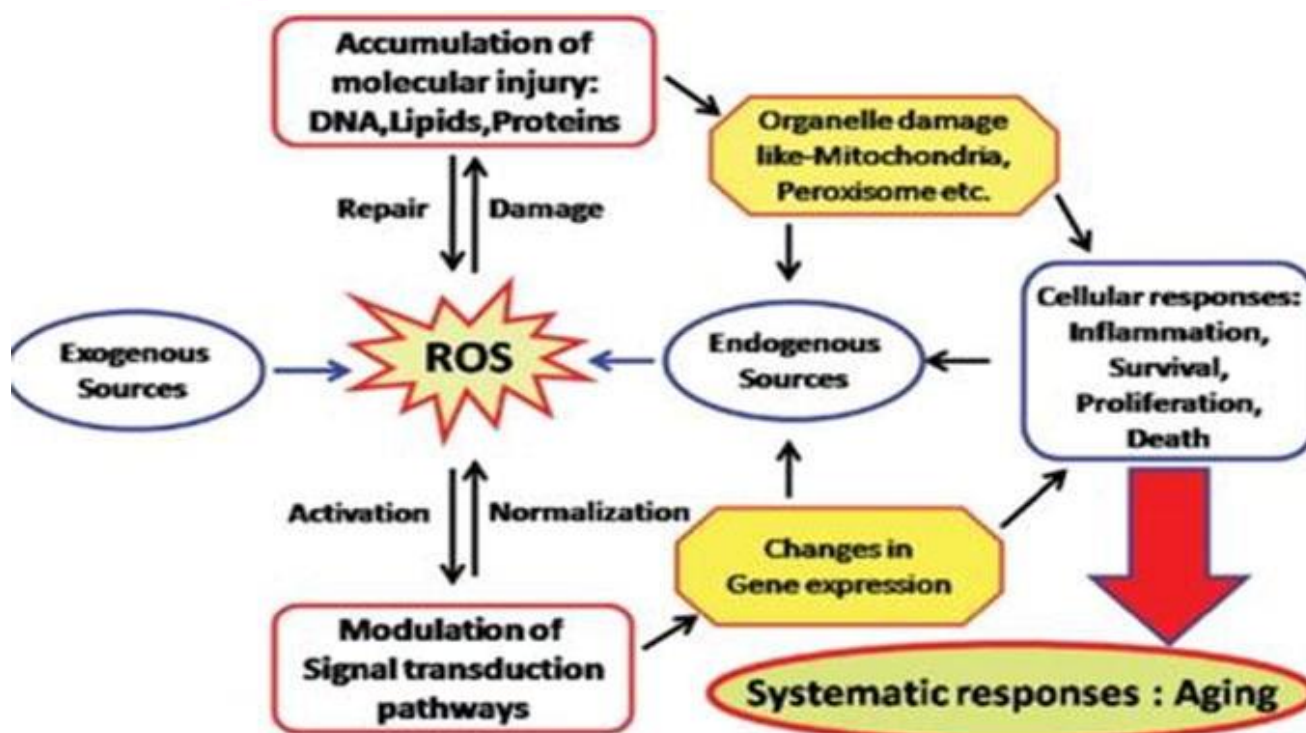 Accumulation of
molecular injury:
DNA,Lipids,Proteins
Organelle damage
like-Mitochondria,
Peroxisome etc.
Repair
Damage
Exogenous
Sources
ROS
Endogenous
Sources
Cellular responses:
Inflammation,
Survival,
Proliferation,
Death
Activation
Normalization
Changes in
Gene expression
Modulation of
Signal transduction
pathways
Systematic responses : Aging